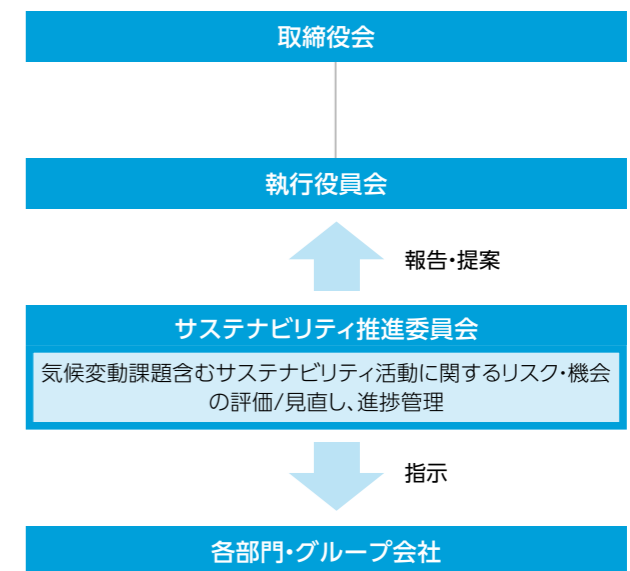 取締役会
執行役員会
報告・提案
サステナビリティ推進委員会
気候変動課題含むサステナビリティ活動に関するリスク・機会
の評価/見直し、進捗管理
指示
各部門・グループ会社